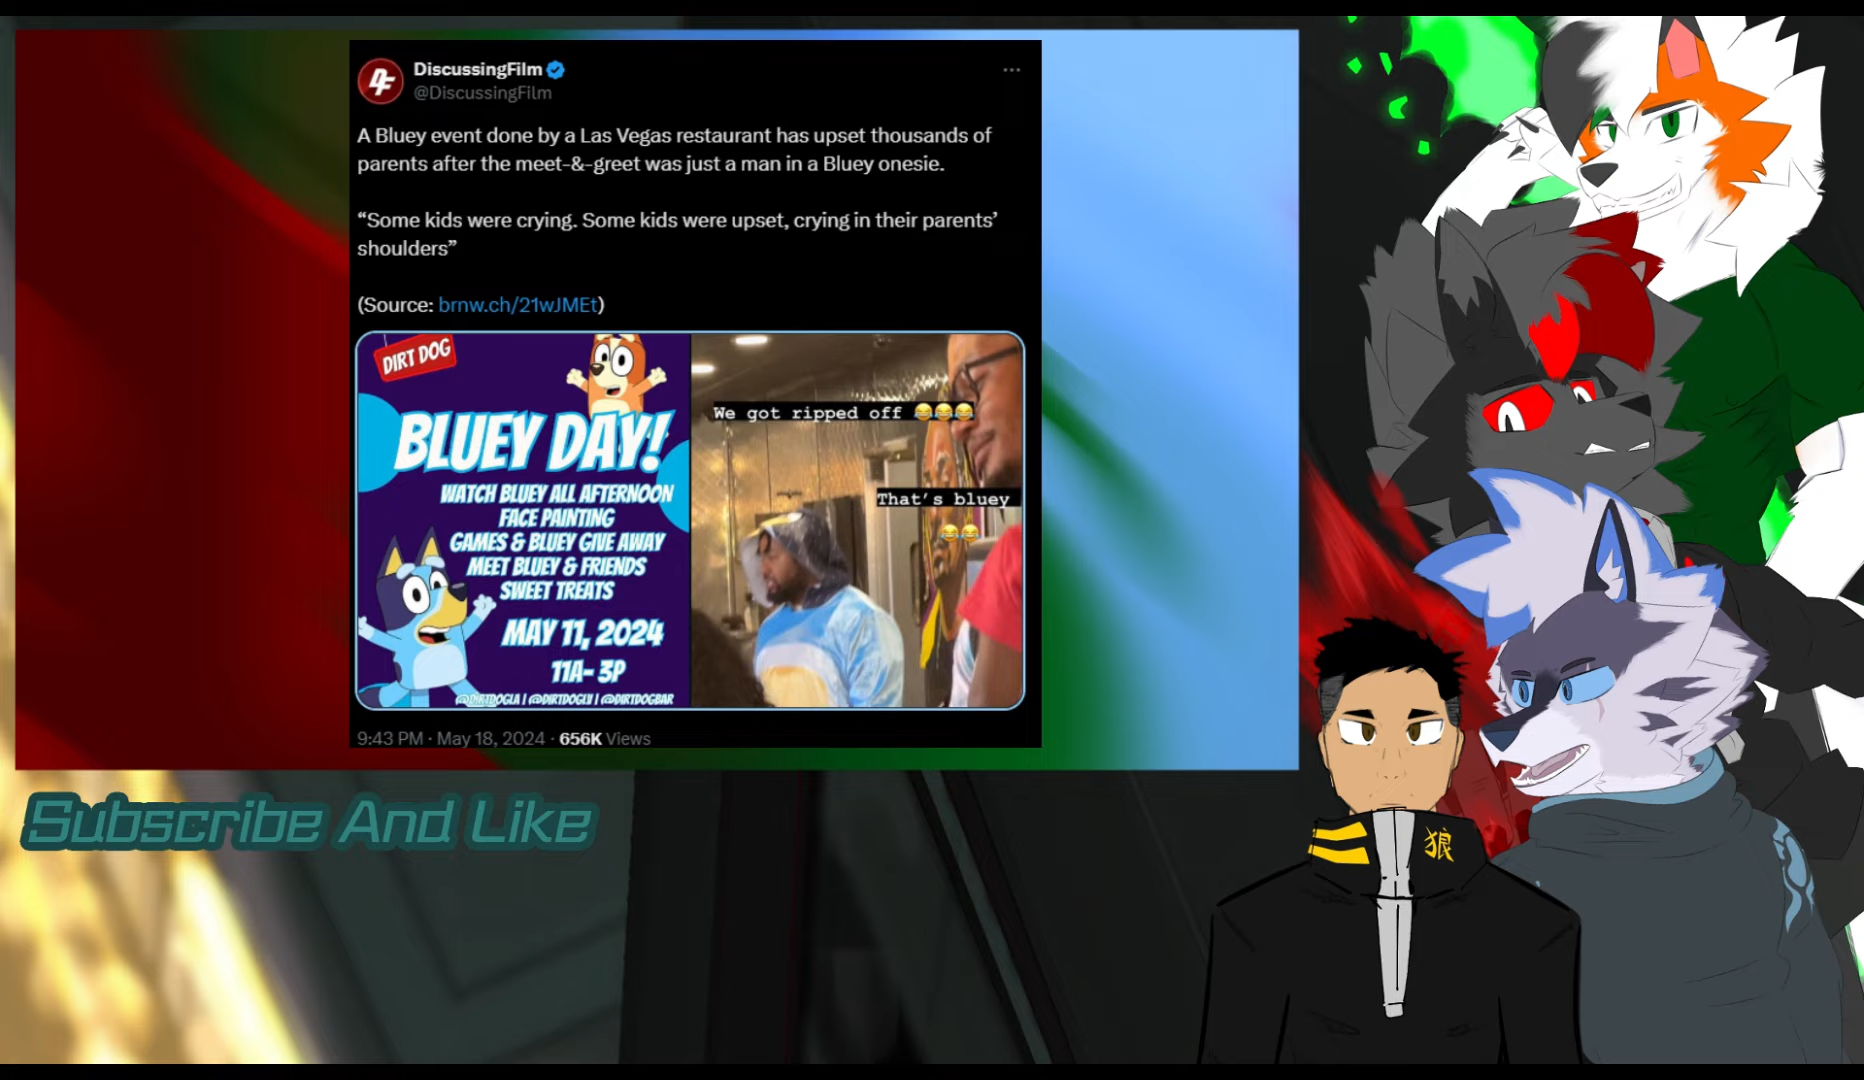 DiscussingFilm
@DiscussingFilm
A Bluey event done by a Las Vegas restaurant has upset thousands of
parents after the meet-&-greet was just a man in a Bluey onesie.
“Some kids were crying. Some kids were upset, crying in their parents’
shoulders”
(Source: brnw.ch/21wJMEt)
DIRT DOG
BLUEY DAY!
WATCH BLUEY ALL AFTERNOON
FACE PAINTING
GAMES & BLUEY GIVE AWAY
MEET BLUEY & FRIENDS
SWEET TREATS
MAY 11, 2024
11A- 3P
@DIRTDOGLA | @DIRTDOGLV | @DIRTDOGBAR
We got ripped off 😂😂😂
That’s bluey
😂😂
9:43 PM · May 18, 2024 · 656K Views
Subscribe And Like
狼